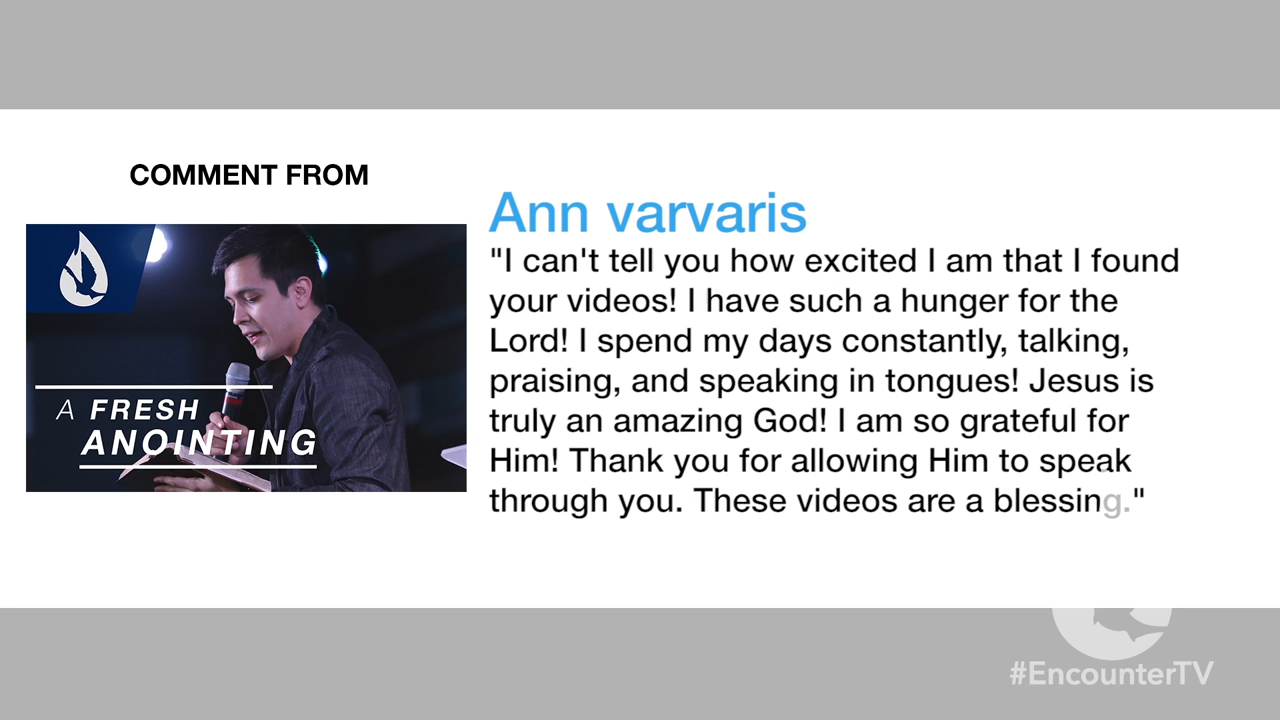 COMMENT FROM
A FRESH
ANOINTING
Ann varvaris
"I can't tell you how excited I am that I found
your videos! I have such a hunger for the
Lord! I spend my days constantly, talking,
praising, and speaking in tongues! Jesus is
truly an amazing God! I am so grateful for
Him! Thank you for allowing Him to speak
through you. These videos are a blessing."
#EncounterTV